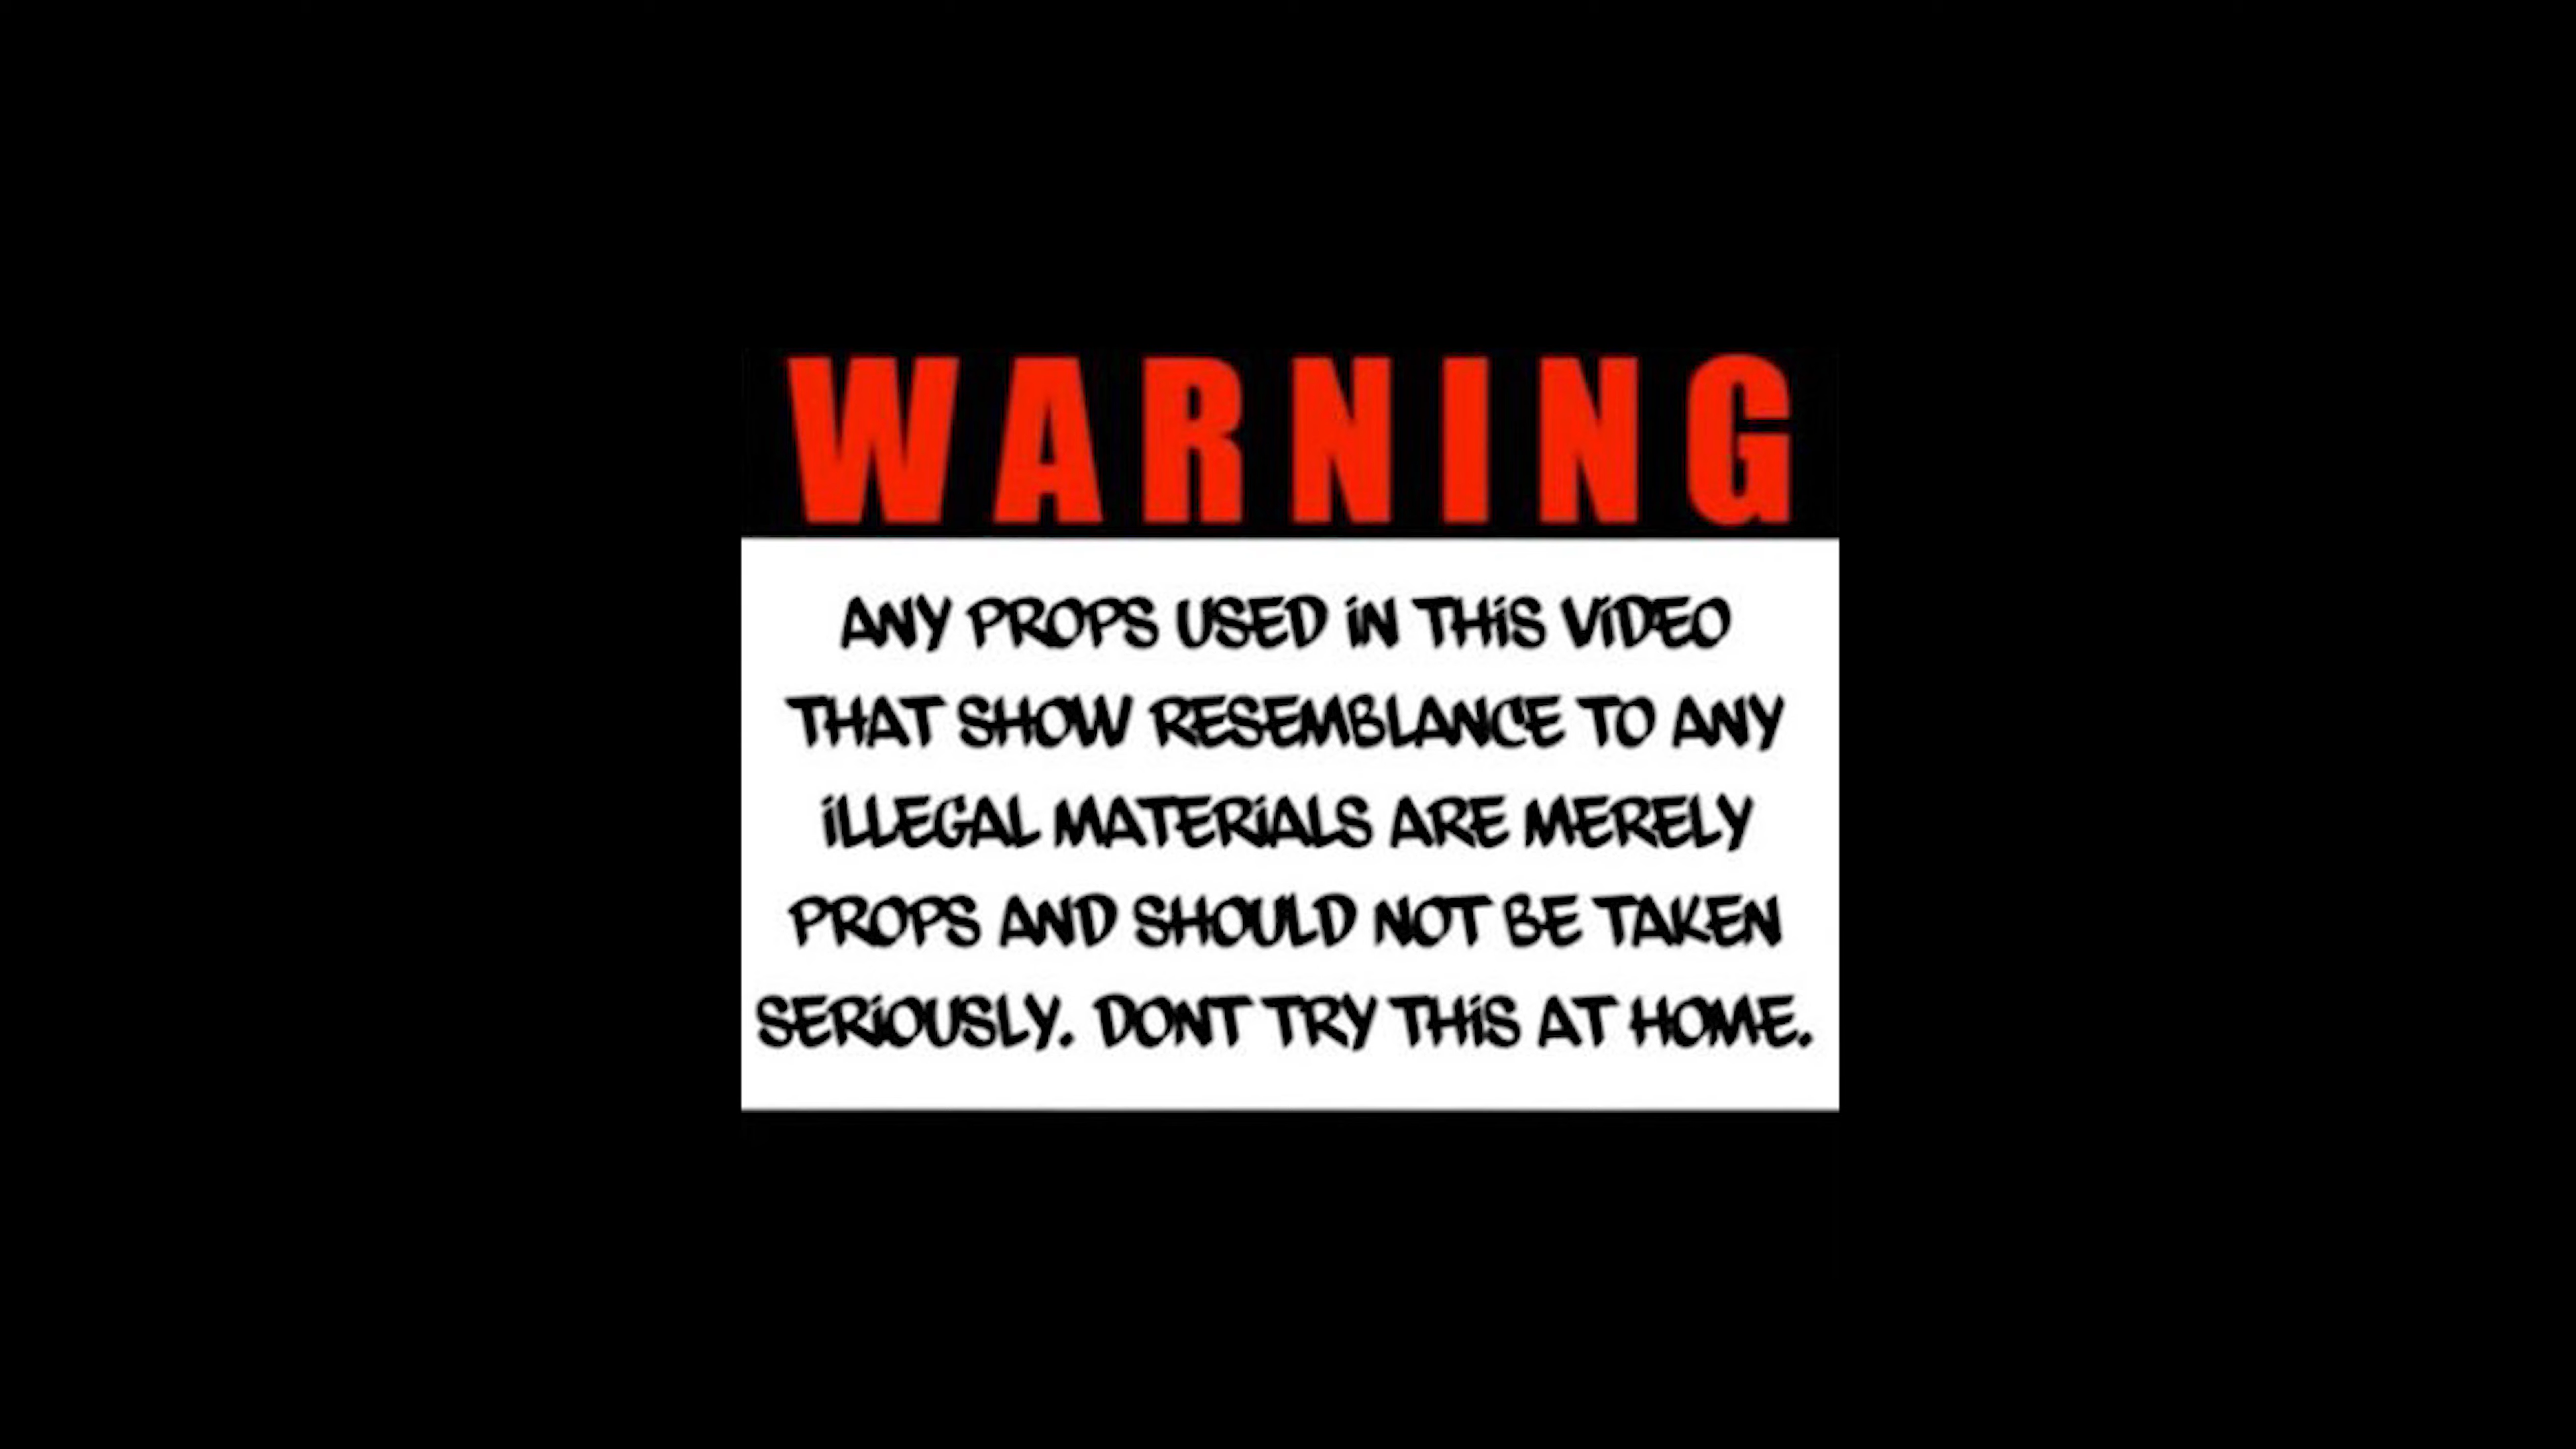 WARNING
ANY PROPS USED iN THiS ViDEO
THAT SHOW RESEMBLANCE TO ANY
iLLEGAL MATERiALS ARE MERELY
PROPS AND SHOULD NOT BE TAKEN
SERiOUSLY. DONT TRY THiS AT HOME.